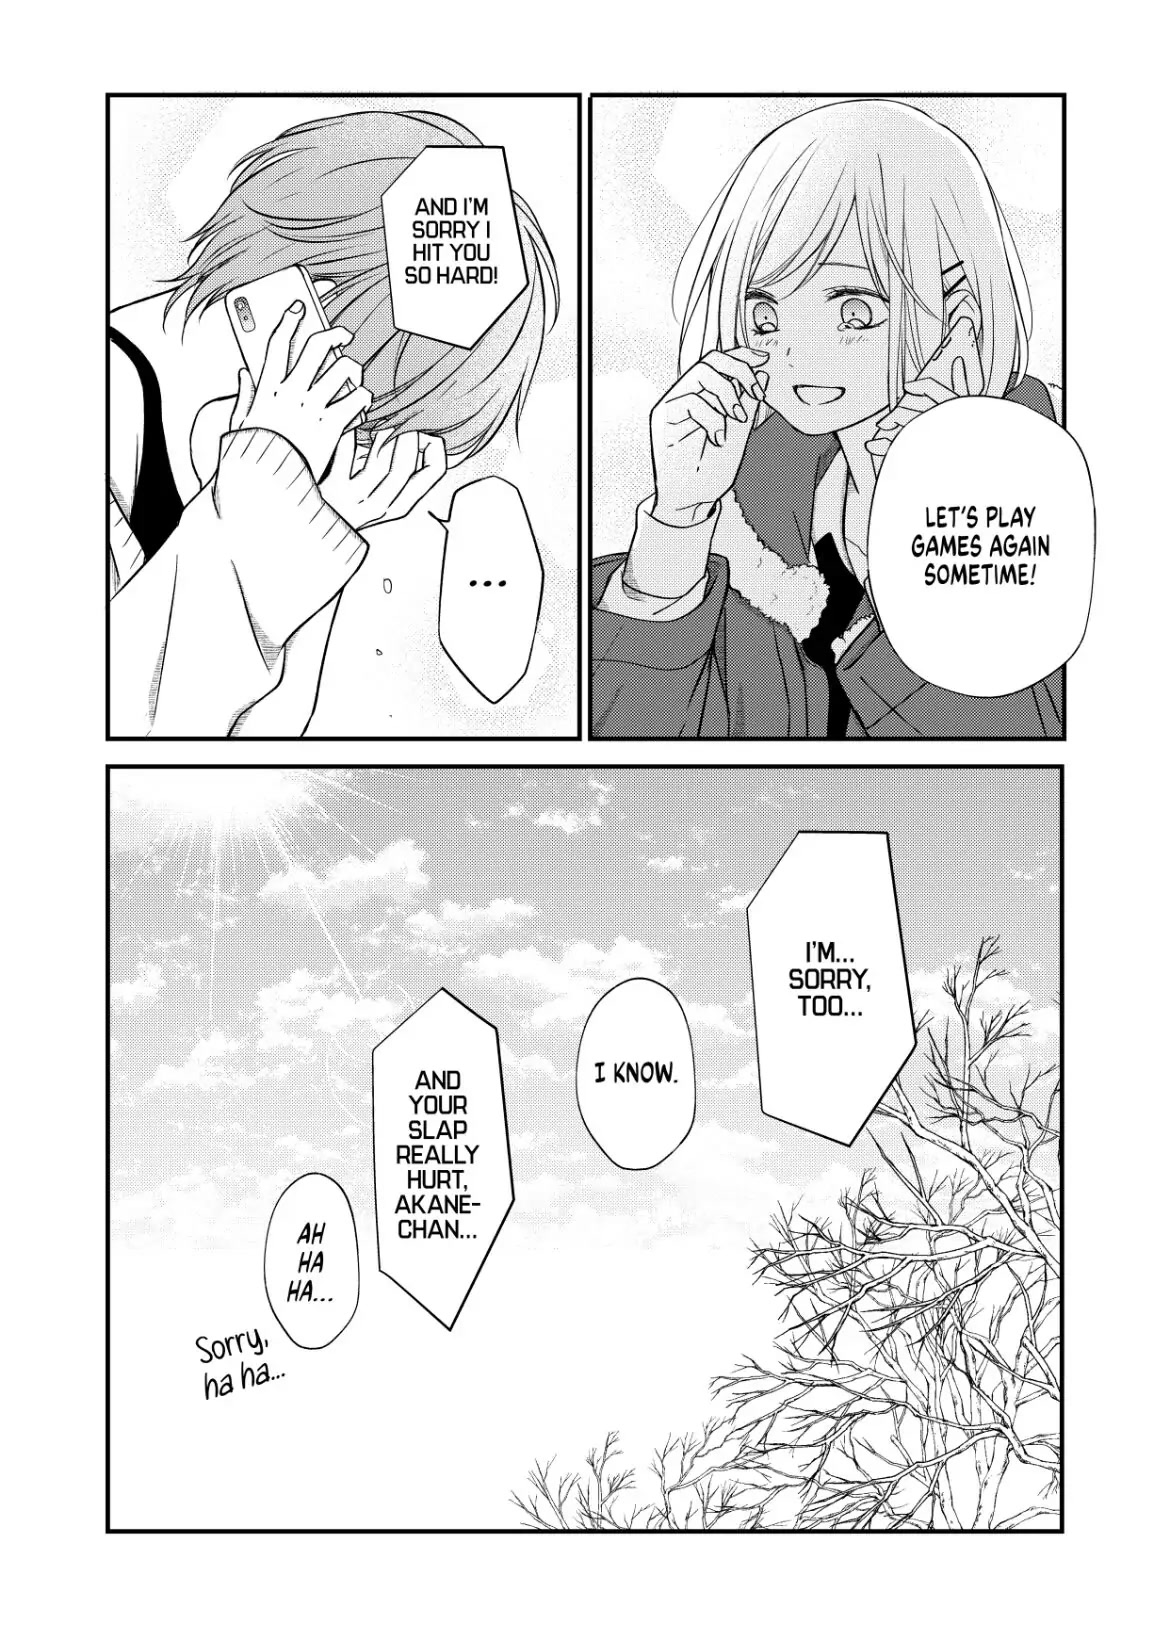 LET'S PLAY
GAMES AGAIN
SOMETIME!
AND I'M
SORRY I
HIT YOU
SO HARD!
...
I'M...
SORRY,
TOO...
I KNOW.
AND
YOUR
SLAP
REALLY
HURT,
AKANE-
CHAN...
AH
HA
HA...
Sorry,
ha ha...